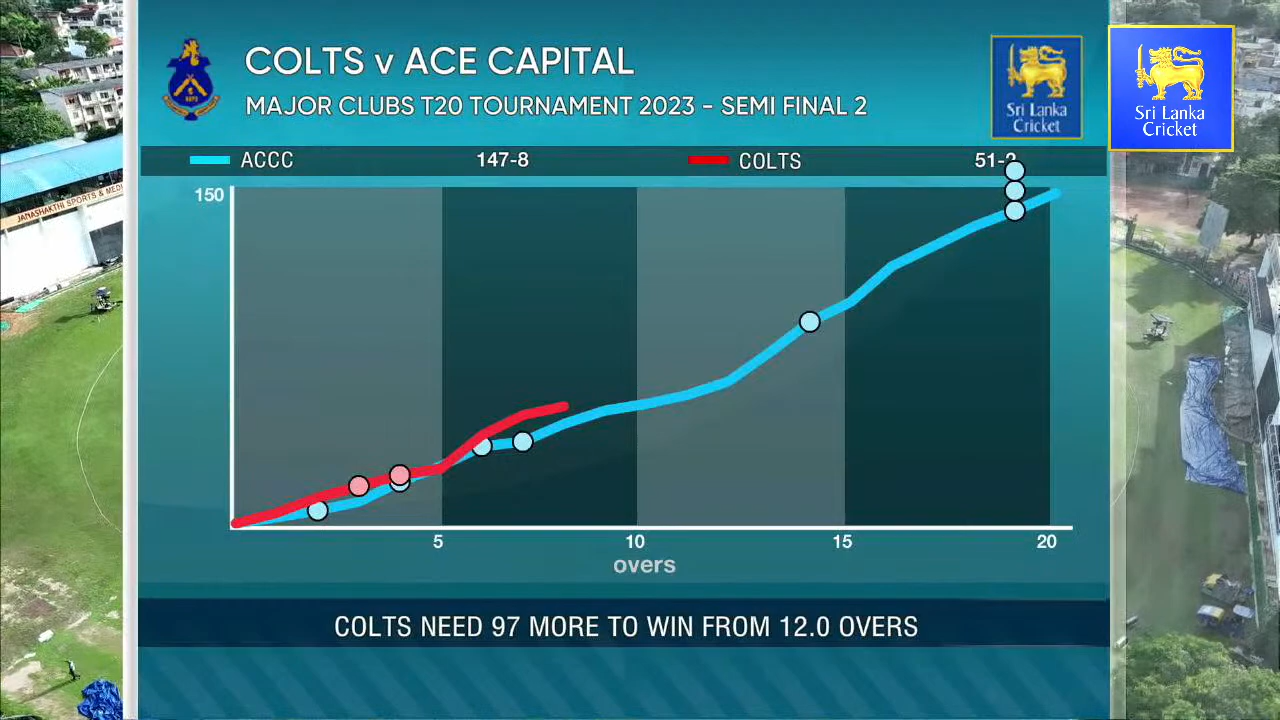 COLTS v ACE CAPITAL
MAJOR CLUBS T20 TOURNAMENT 2023 – SEMI FINAL 2
Sri Lanka
Cricket
Sri Lanka
Cricket
ACCC 147-8 COLTS 51-
150
JANASHAKTHI SPORTS & MEDI
5 10 15 20
overs
COLTS NEED 97 MORE TO WIN FROM 12.0 OVERS